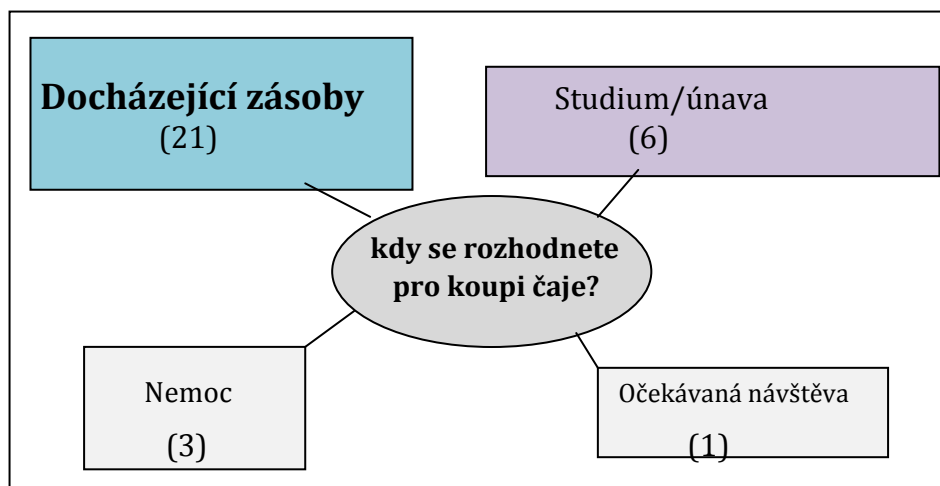 Docházející zásoby
(21)
Studium/únava
(6)
kdy se rozhodnete
pro koupi čaje?
Nemoc
(3)
Očekávaná návštěva
(1)